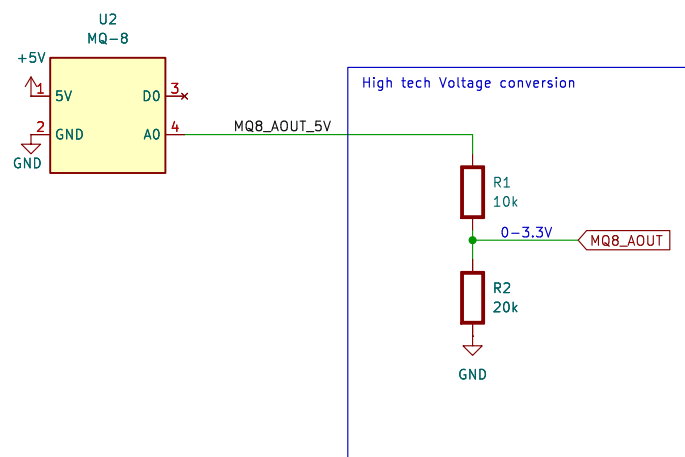 U2
MQ-8
+5V
1
5V
D0
3
2
GND
A0
4
GND
MQ8_AOUT_5V
High tech Voltage conversion
R1
10k
0-3.3V
MQ8_AOUT
R2
20k
GND